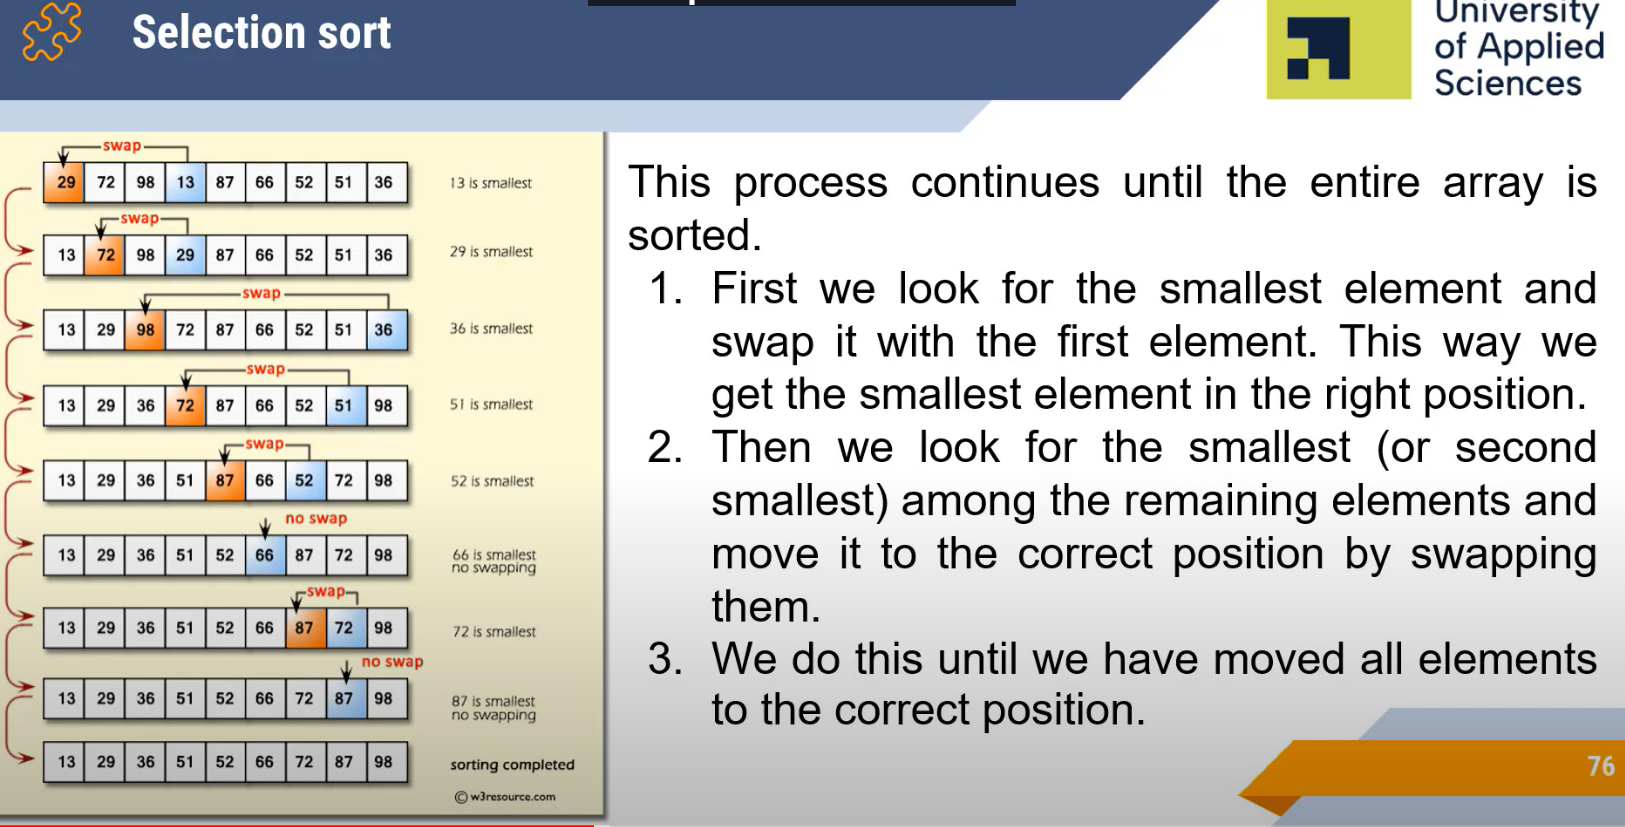 Selection sort
University
of Applied
Sciences
swap
29 72 98 13 87 66 52 51 36
13 is smallest
swap
13 72 98 29 87 66 52 51 36
29 is smallest
swap
13 29 98 72 87 66 52 51 36
36 is smallest
swap
13 29 36 72 87 66 52 51 98
51 is smallest
swap
13 29 36 51 87 66 52 72 98
52 is smallest
no swap
13 29 36 51 52 66 87 72 98
66 is smallest
no swapping
swap
13 29 36 51 52 66 87 72 98
72 is smallest
no swap
13 29 36 51 52 66 72 87 98
87 is smallest
no swapping
13 29 36 51 52 66 72 87 98
sorting completed
© w3resource.com
This process continues until the entire array is
sorted.
1. First we look for the smallest element and
swap it with the first element. This way we
get the smallest element in the right position.
2. Then we look for the smallest (or second
smallest) among the remaining elements and
move it to the correct position by swapping
them.
3. We do this until we have moved all elements
to the correct position.
76